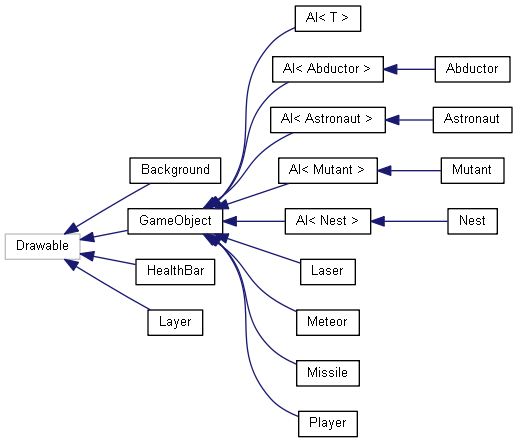 AI< T >
AI< Abductor >
Abductor
AI< Astronaut >
Astronaut
Background
AI< Mutant >
Mutant
GameObject
AI< Nest >
Nest
Drawable
HealthBar
Laser
Layer
Meteor
Missile
Player